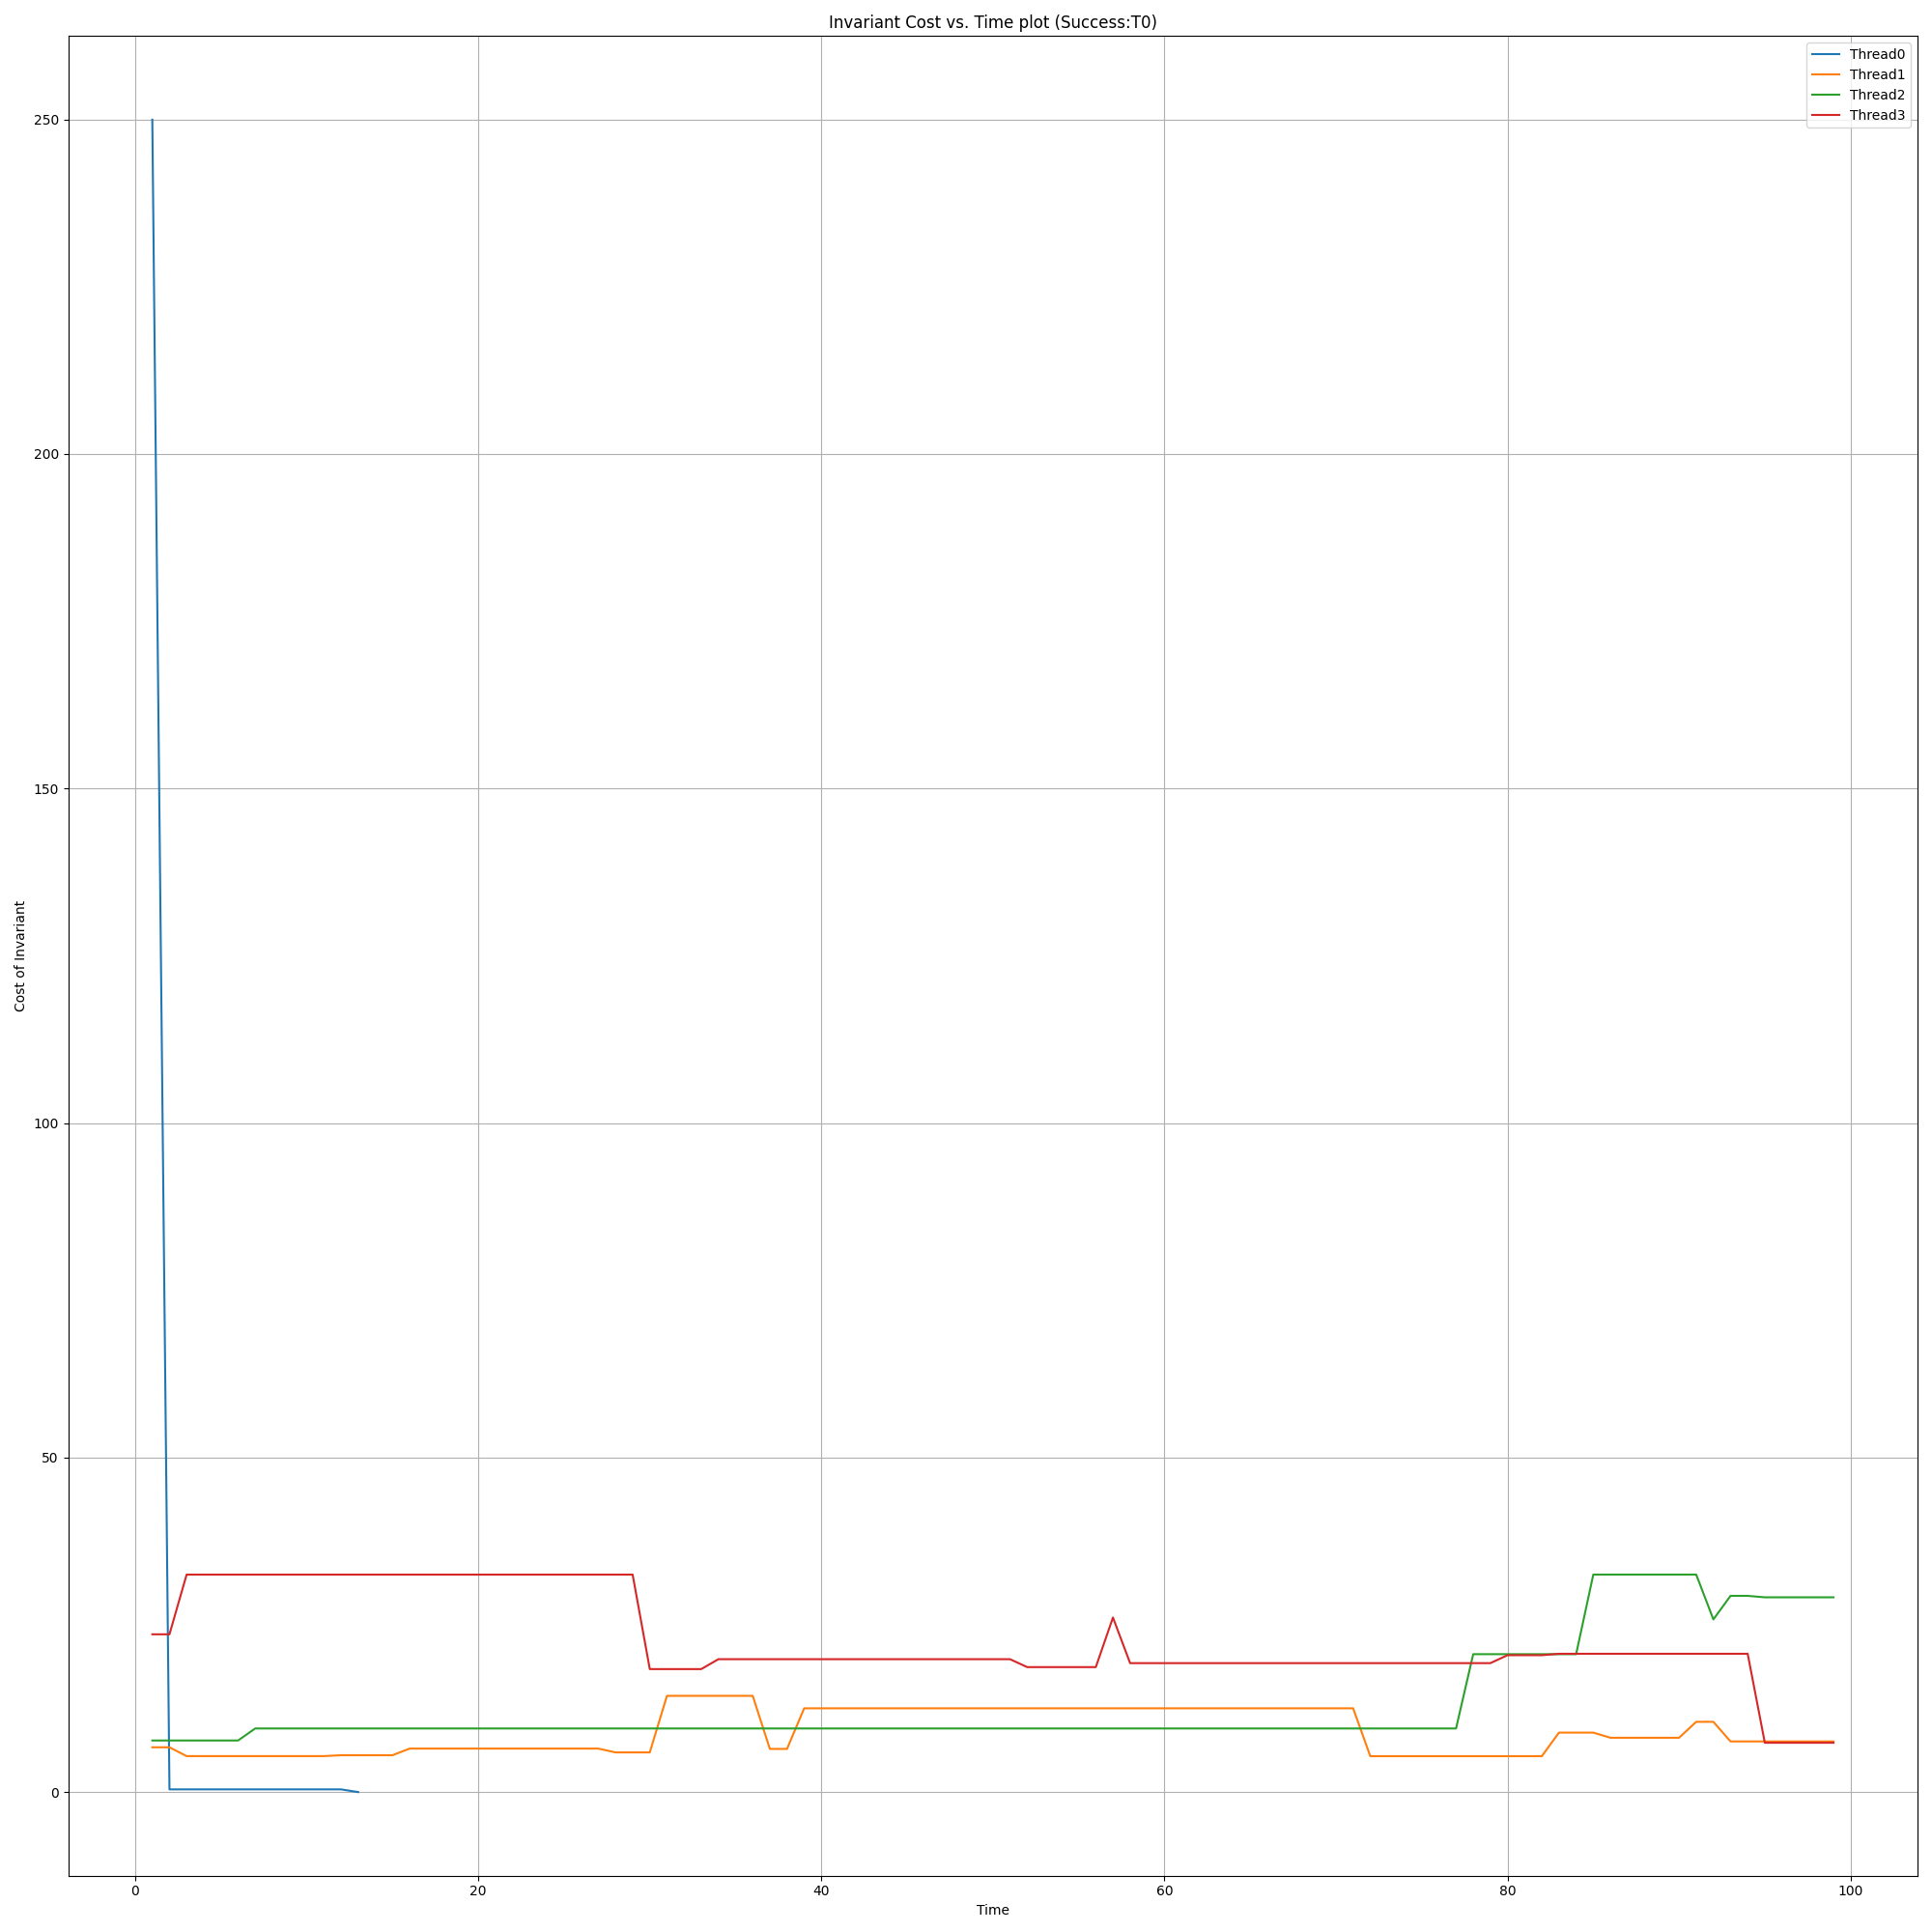 Invariant Cost vs. Time plot (Success:T0)
Thread0
Thread1
Thread2
Thread3
250
200
150
100
50
0
Cost of Invariant
0 20 40 60 80 100
Time